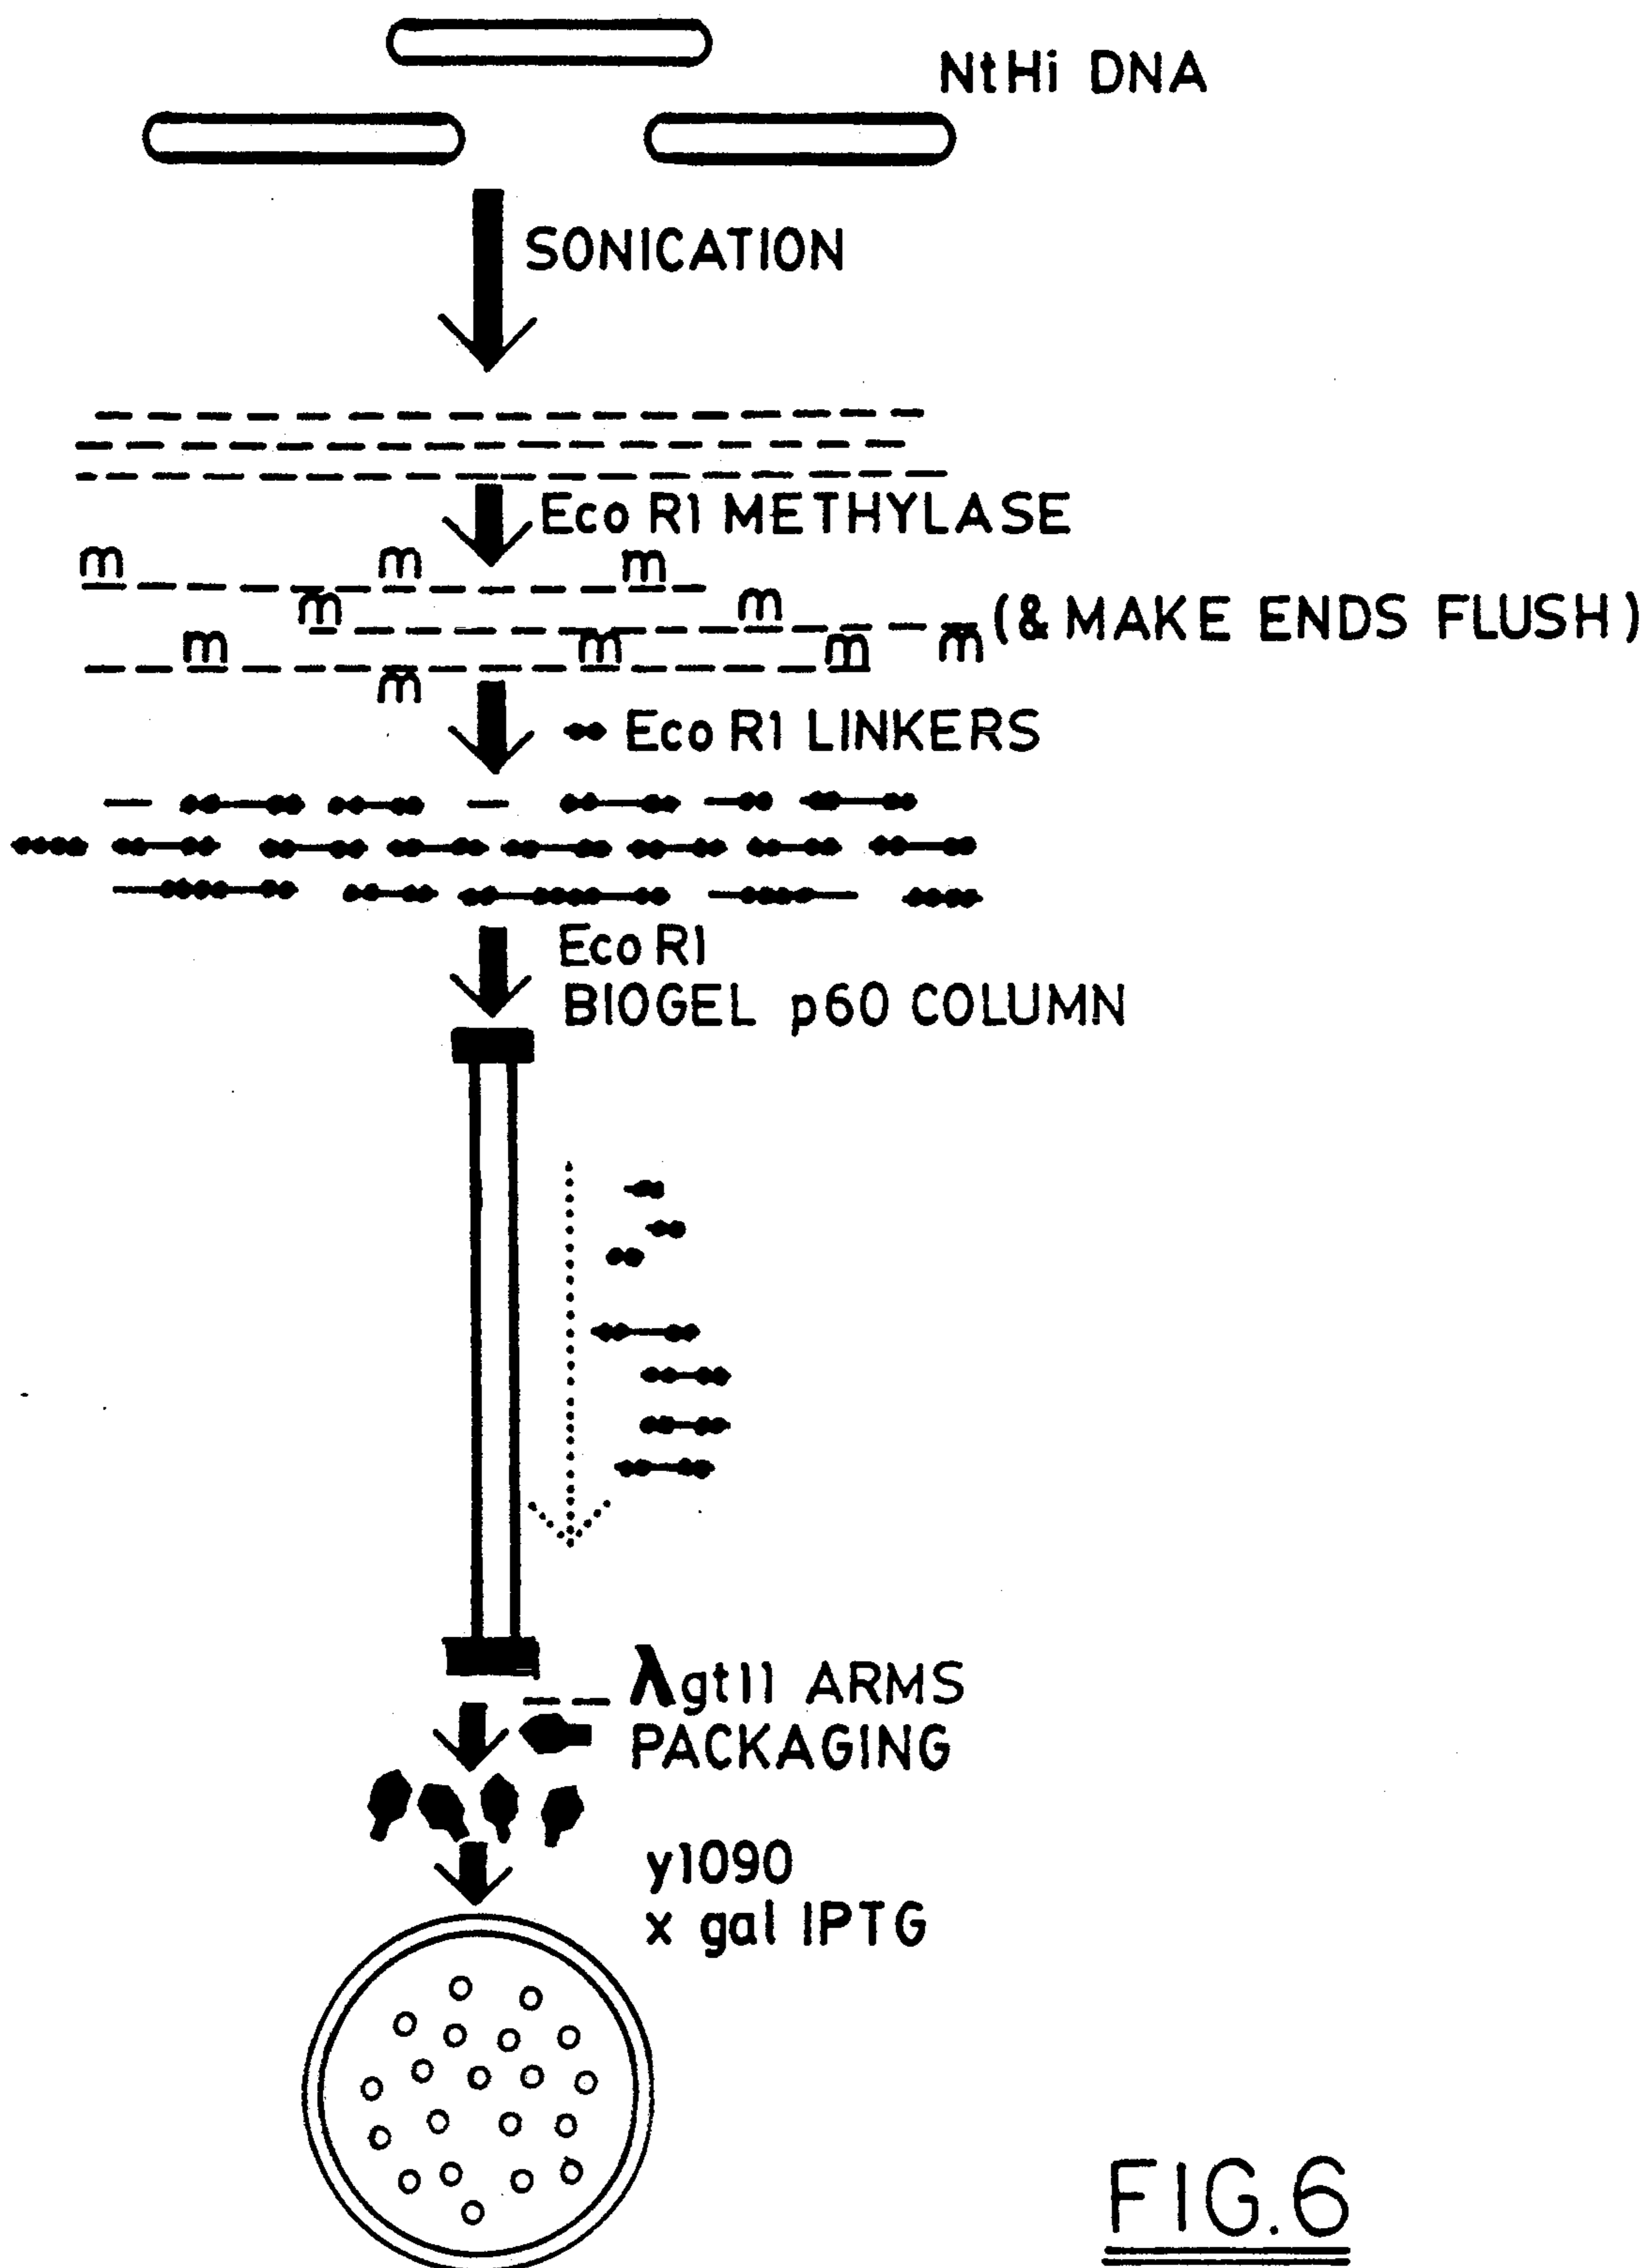 NtHi DNA
SONICATION
Eco R1 METHYLASE
m m m
m m
(& MAKE ENDS FLUSH)
m m m m
m
Eco R1 LINKERS
Eco R1
BIOGEL p60 COLUMN
λgt11 ARMS
PACKAGING
y1090
x gal IPTG
FIG.6